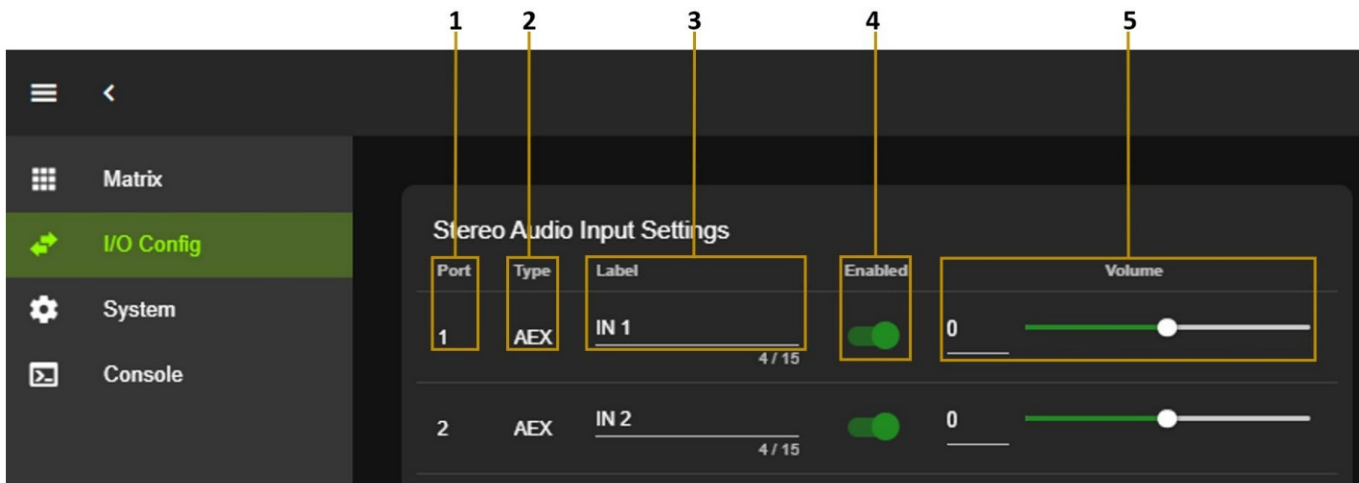 1 2 3 4 5
Matrix
I/O Config
System
Console
Stereo Audio Input Settings
Port Type Label Enabled Volume
1 AEX IN 1 0
4 / 15
2 AEX IN 2 0
4 / 15